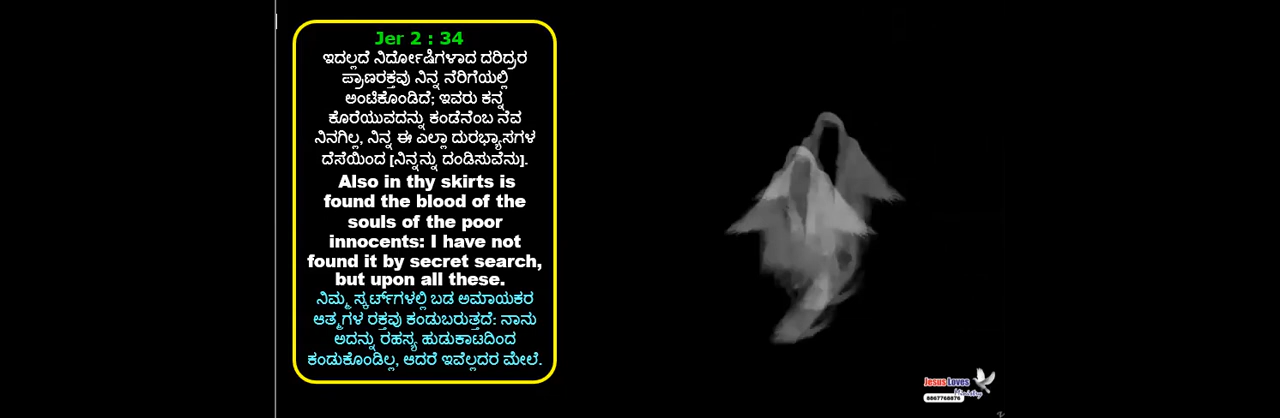 Jer 2 : 34
ಇದಲ್ಲದೆ ನಿರ್ದೋಷಿಗಳಾದ ದರಿದ್ರರ
ಪ್ರಾಣರಕ್ತವು ನಿನ್ನ ನೆರಿಗೆಯಲ್ಲಿ
ಅಂಟಿಕೊಂಡಿದೆ; ಇವರು ಕನ್ನ
ಕೊರೆಯುವದನ್ನು ಕಂಡೆನೆಂಬ ನೆವ
ನಿನಗಿಲ್ಲ, ನಿನ್ನ ಈ ಎಲ್ಲಾ ದುರಭ್ಯಾಸಗಳ
ದೆಸೆಯಿಂದ [ನಿನ್ನನ್ನು ದಂಡಿಸುವೆನು].
Also in thy skirts is
found the blood of the
souls of the poor
innocents: I have not
found it by secret search,
but upon all these.
ನಿಮ್ಮ ಸ್ಕರ್ಟ್‌ಗಳಲ್ಲಿ ಬಡ ಅಮಾಯಕರ
ಆತ್ಮಗಳ ರಕ್ತವು ಕಂಡುಬರುತ್ತದೆ: ನಾನು
ಅದನ್ನು ರಹಸ್ಯ ಹುಡುಕಾಟದಿಂದ
ಕಂಡುಕೊಂಡಿಲ್ಲ, ಆದರೆ ಇವೆಲ್ಲದರ ಮೇಲೆ.
Jesus Loves
Ministry
8867768876